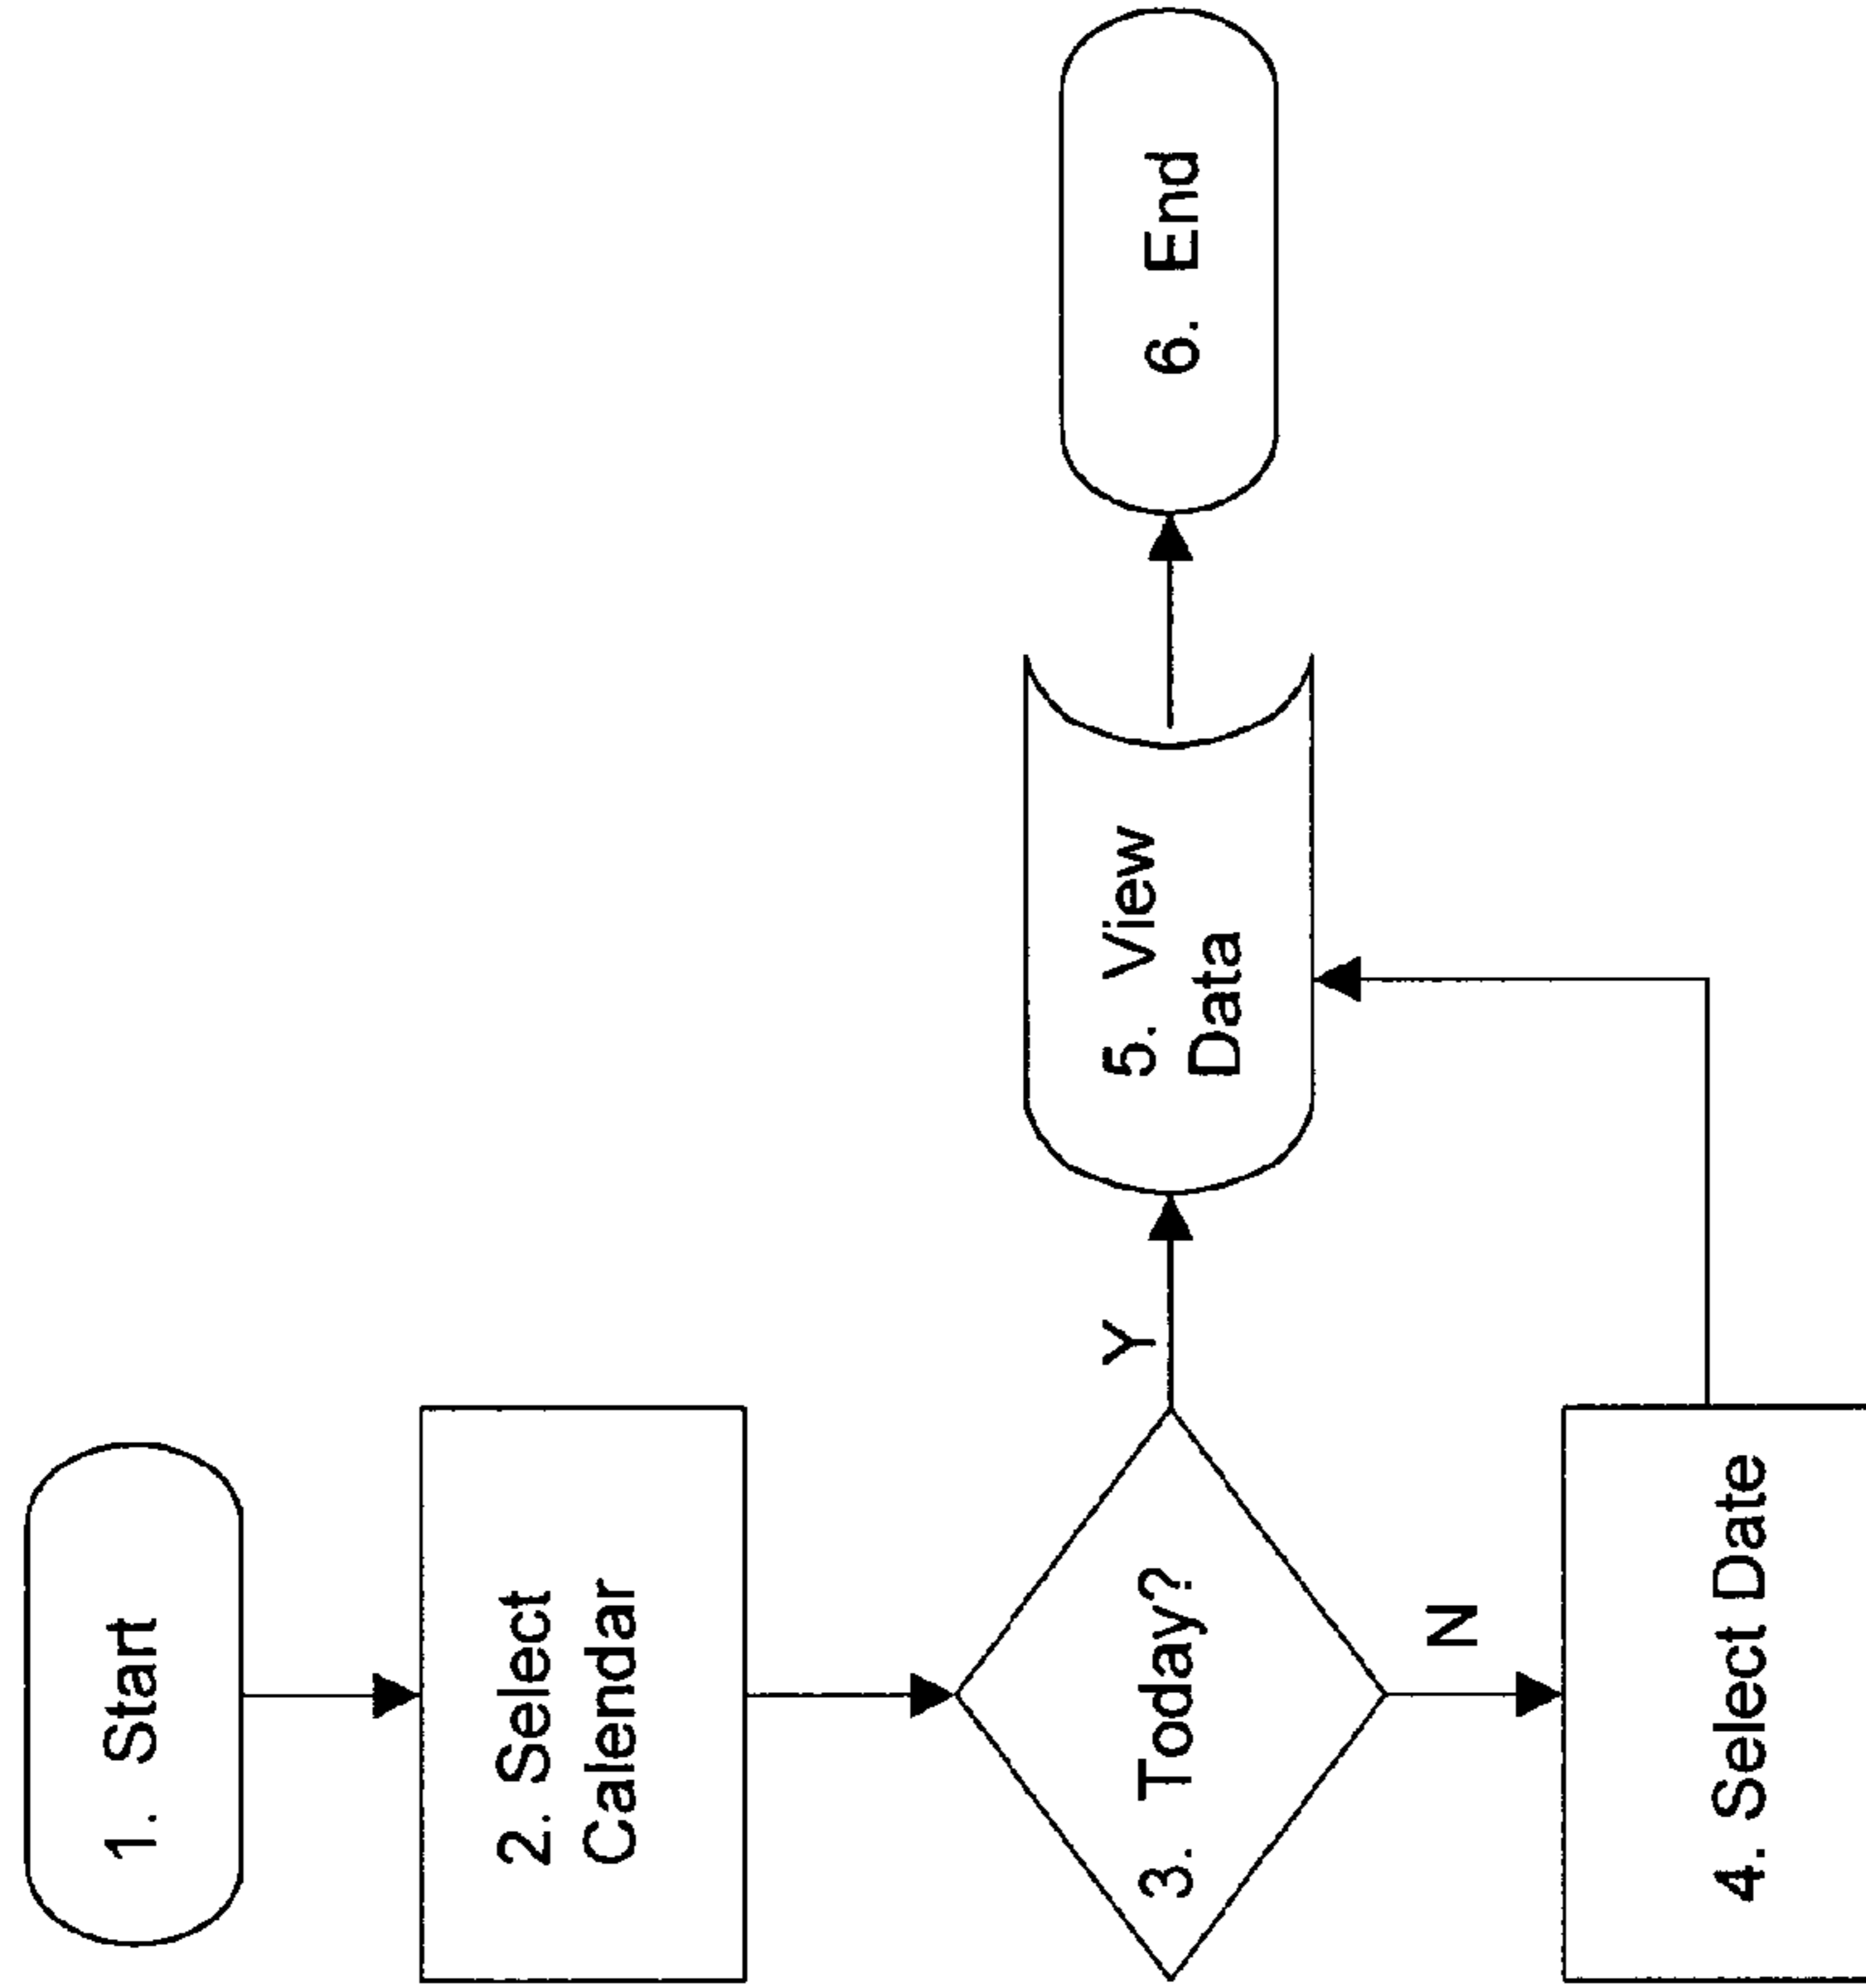 1. Start
2. Select
Calendar
3. Today?
Y
N
4. Select Date
5. View
Data
6. End